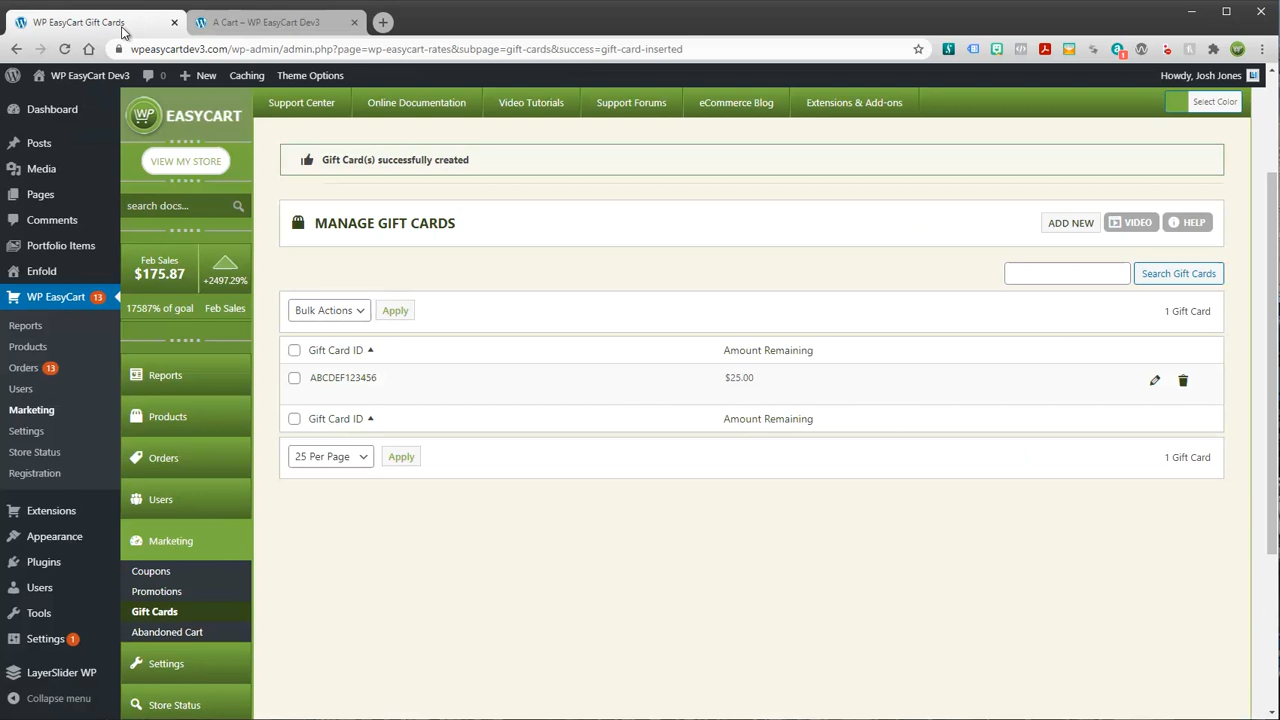 WP EasyCart Gift Cards
A Cart – WP EasyCart Dev3
wpeasycartdev3.com/wp-admin/admin.php?page=wp-easycart-rates&subpage=gift-cards&success=gift-card-inserted
1
WP EasyCart Dev3
0
New
Caching
Theme Options
Howdy, Josh Jones
Dashboard
Posts
Media
Pages
Comments
Portfolio Items
Enfold
WP EasyCart 13
Reports
Products
Orders 13
Users
Marketing
Settings
Store Status
Registration
Extensions
Appearance
Plugins
Users
Tools
Settings 1
LayerSlider WP
Collapse menu
WP EASYCART
VIEW MY STORE
search docs...
Feb Sales
$175.87
+2497.29%
17587% of goal
Feb Sales
Reports
Products
Orders
Users
Marketing
Coupons
Promotions
Gift Cards
Abandoned Cart
Settings
Store Status
Support Center
Online Documentation
Video Tutorials
Support Forums
eCommerce Blog
Extensions & Add-ons
Select Color
Gift Card(s) successfully created
MANAGE GIFT CARDS
ADD NEW
VIDEO
HELP
Search Gift Cards
Bulk Actions
Apply
1 Gift Card
Gift Card ID
Amount Remaining
ABCDEF123456
$25.00
Gift Card ID
Amount Remaining
25 Per Page
Apply
1 Gift Card